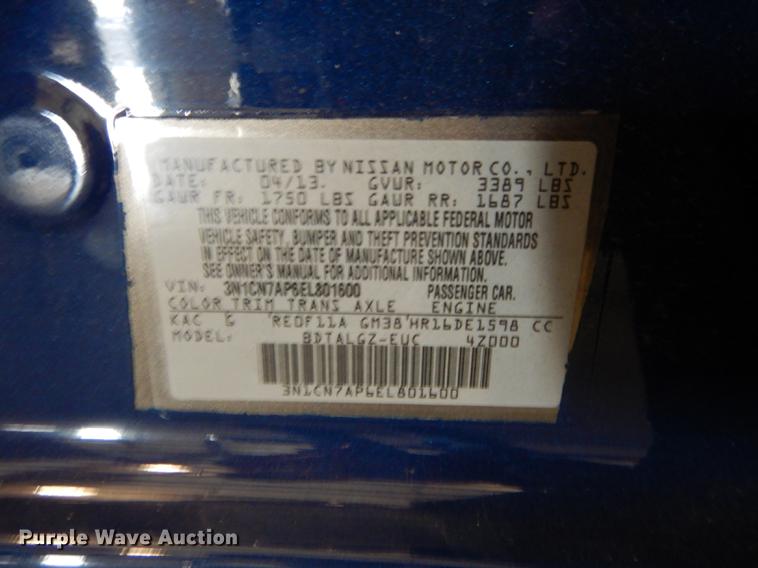 MANUFACTURED BY NISSAN MOTOR CO., LTD.
DATE: 04/13. GVWR: 3389 LBS
GAWR FR: 1750 LBS GAWR RR: 1687 LBS
THIS VEHICLE CONFORMS TO ALL APPLICABLE FEDERAL MOTOR
VEHICLE SAFETY, BUMPER AND THEFT PREVENTION STANDARDS
IN EFFECT ON THE DATE OF MANUFACTURE SHOWN ABOVE.
SEE OWNER'S MANUAL FOR ADDITIONAL INFORMATION.
VIN: 3N1CN7AP6EL801600 PASSENGER CAR.
COLOR TRIM TRANS AXLE ENGINE
KAC G RE0F11A GM38 HR16DE1598 CC
MODEL: BDTALGZ-EUC 4Z000
3N1CN7AP6EL801600
Purple Wave Auction